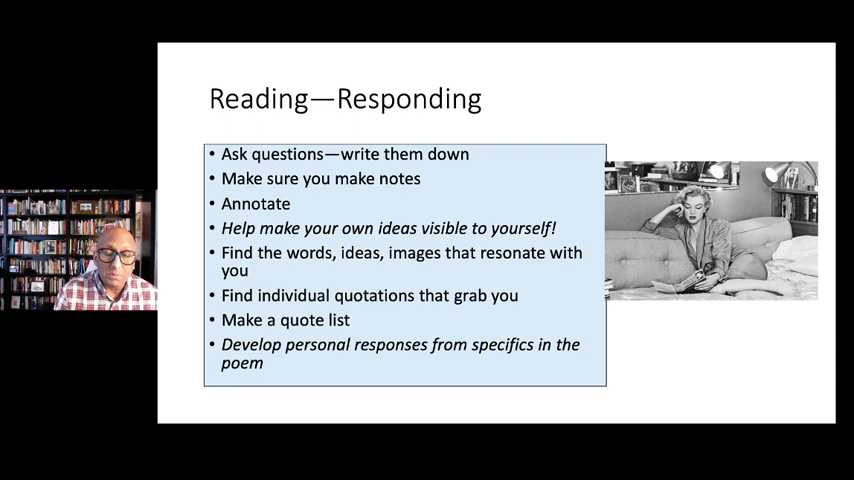 Reading—Responding
• Ask questions—write them down
• Make sure you make notes
• Annotate
• Help make your own ideas visible to yourself!
• Find the words, ideas, images that resonate with
you
• Find individual quotations that grab you
• Make a quote list
• Develop personal responses from specifics in the
poem